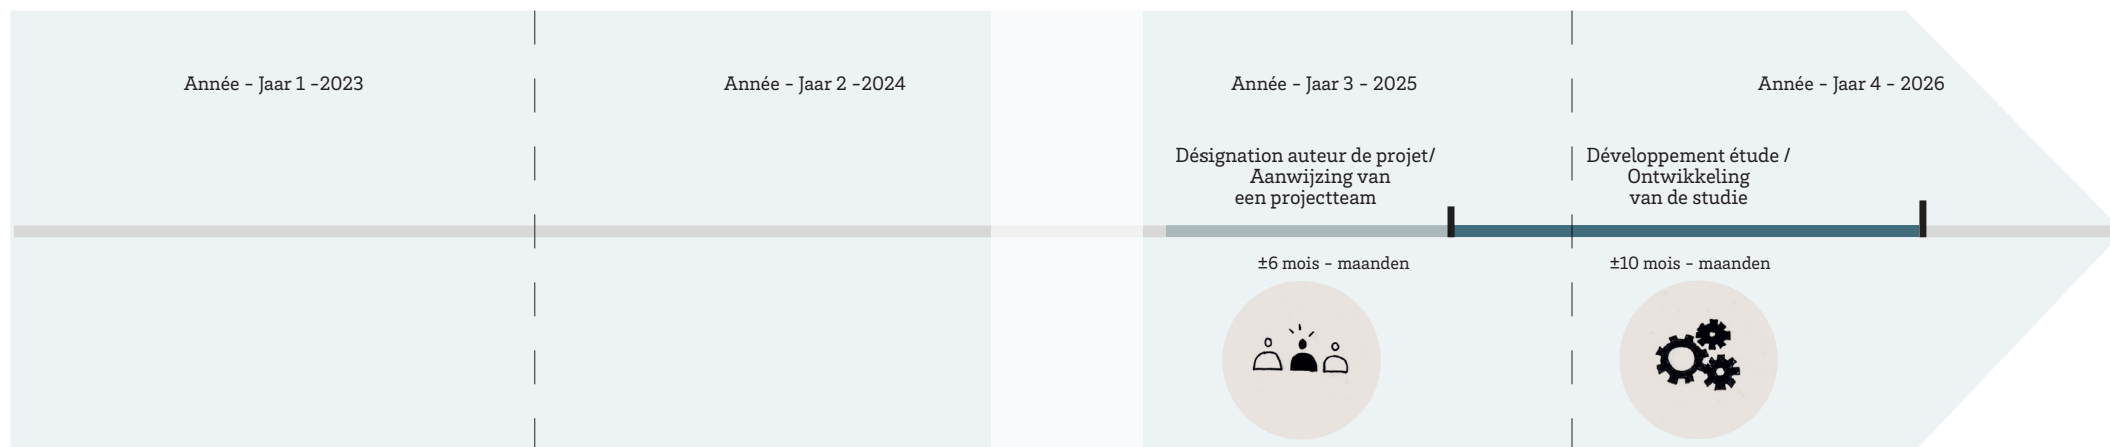 Année - Jaar 1 -2023
Année - Jaar 2 -2024
Année - Jaar 3 - 2025
Année - Jaar 4 - 2026
Désignation auteur de projet/
Aanwijzing van
een projectteam
Développement étude /
Ontwikkeling
van de studie
±6 mois - maanden
±10 mois - maanden